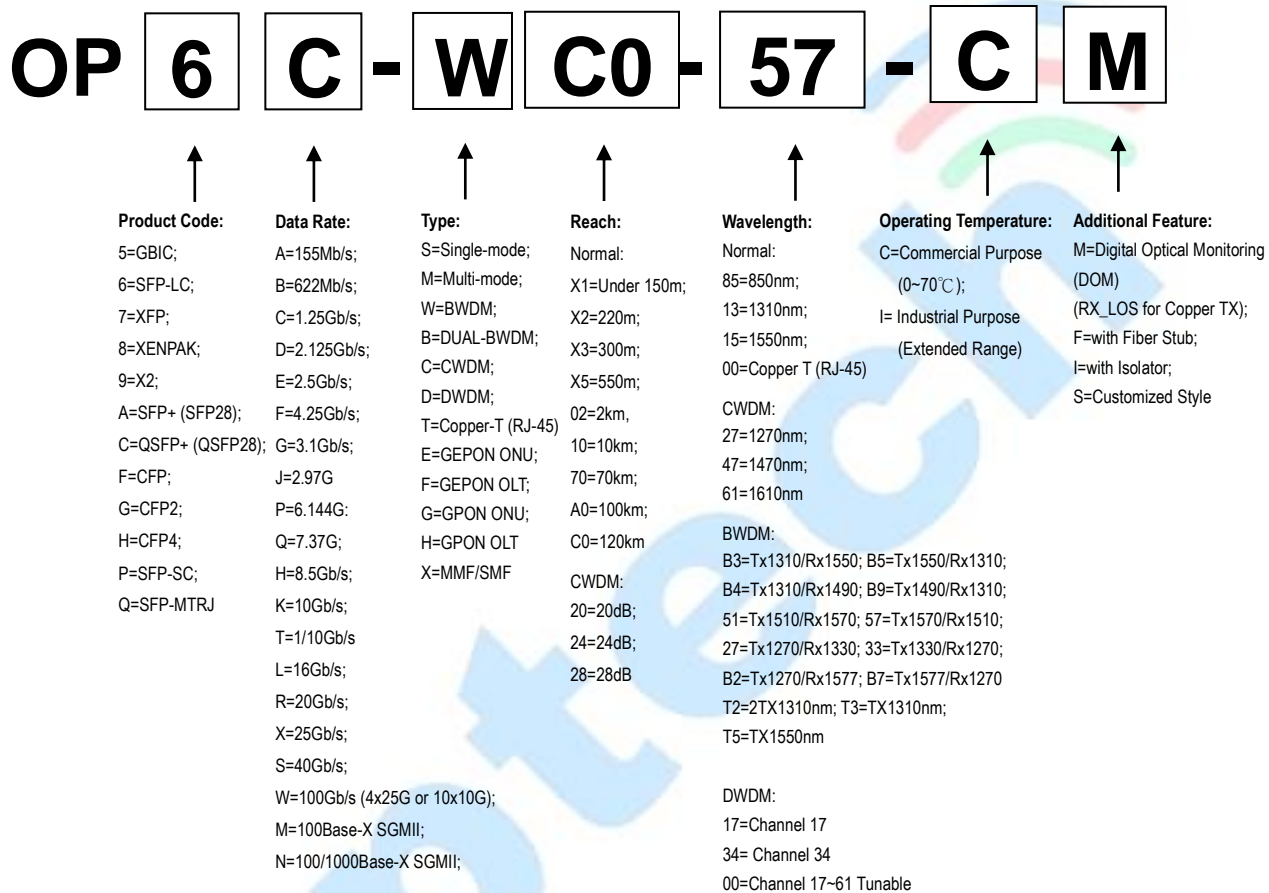 OP 6 C - W C0 - 57 - C M
Product Code:
5=GBIC;
6=SFP-LC;
7=XFP;
8=XENPAK;
9=X2;
A=SFP+ (SFP28);
C=QSFP+ (QSFP28);
F=CFP;
G=CFP2;
H=CFP4;
P=SFP-SC;
Q=SFP-MTRJ
Data Rate:
A=155Mb/s;
B=622Mb/s;
C=1.25Gb/s;
D=2.125Gb/s;
E=2.5Gb/s;
F=4.25Gb/s;
G=3.1Gb/s;
J=2.97G
P=6.144G:
Q=7.37G;
H=8.5Gb/s;
K=10Gb/s;
T=1/10Gb/s
L=16Gb/s;
R=20Gb/s;
X=25Gb/s;
S=40Gb/s;
W=100Gb/s (4x25G or 10x10G);
M=100Base-X SGMII;
N=100/1000Base-X SGMII;
Type:
S=Single-mode;
M=Multi-mode;
W=BWDM;
B=DUAL-BWDM;
C=CWDM;
D=DWDM;
T=Copper-T (RJ-45)
E=GEPON ONU;
F=GEPON OLT;
G=GPON ONU;
H=GPON OLT
X=MMF/SMF
Reach:
Normal:
X1=Under 150m;
X2=220m;
X3=300m;
X5=550m;
02=2km,
10=10km;
70=70km;
A0=100km;
C0=120km
CWDM:
20=20dB;
24=24dB;
28=28dB
Wavelength:
Normal:
85=850nm;
13=1310nm;
15=1550nm;
00=Copper T (RJ-45)
CWDM:
27=1270nm;
47=1470nm;
61=1610nm
BWDM:
B3=Tx1310/Rx1550; B5=Tx1550/Rx1310;
B4=Tx1310/Rx1490; B9=Tx1490/Rx1310;
51=Tx1510/Rx1570; 57=Tx1570/Rx1510;
27=Tx1270/Rx1330; 33=Tx1330/Rx1270;
B2=Tx1270/Rx1577; B7=Tx1577/Rx1270
T2=2TX1310nm; T3=TX1310nm;
T5=TX1550nm
DWDM:
17=Channel 17
34= Channel 34
00=Channel 17~61 Tunable
Operating Temperature:
C=Commercial Purpose
(0~70℃);
I= Industrial Purpose
(Extended Range)
Additional Feature:
M=Digital Optical Monitoring
(DOM)
(RX_LOS for Copper TX);
F=with Fiber Stub;
I=with Isolator;
S=Customized Style
ptech